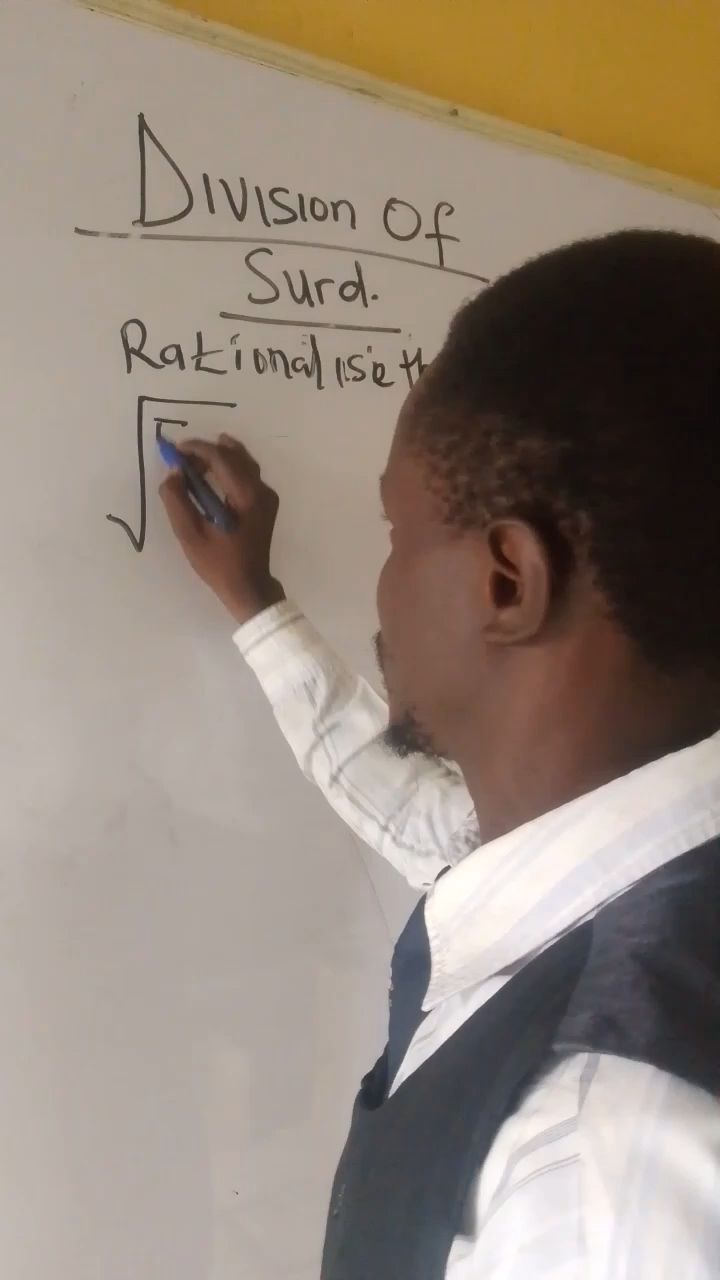 Division Of
Surd.
Rationalise th
√